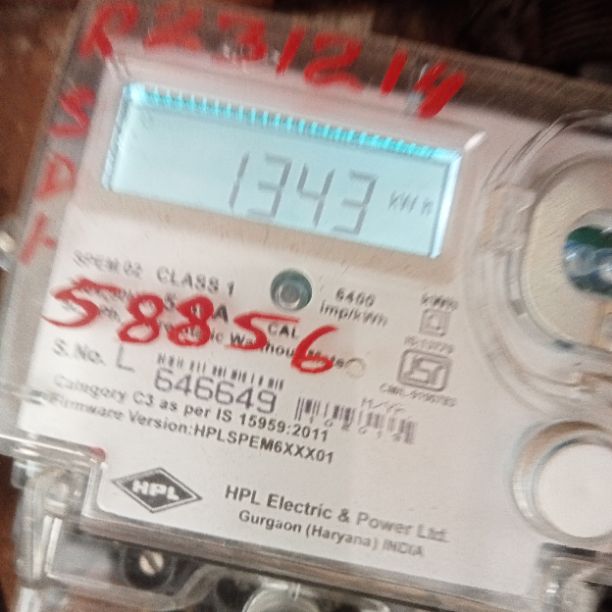 R231214
1343 kWh
SPEM 02 CLASS 1
6400
imp/kWh
58856
CAL
S.No. L 646649
Category C3 as per IS 15959:2011
Firmware Version:HPLSPEM6XXX01
HPL
HPL Electric & Power Ltd.
Gurgaon (Haryana) INDIA